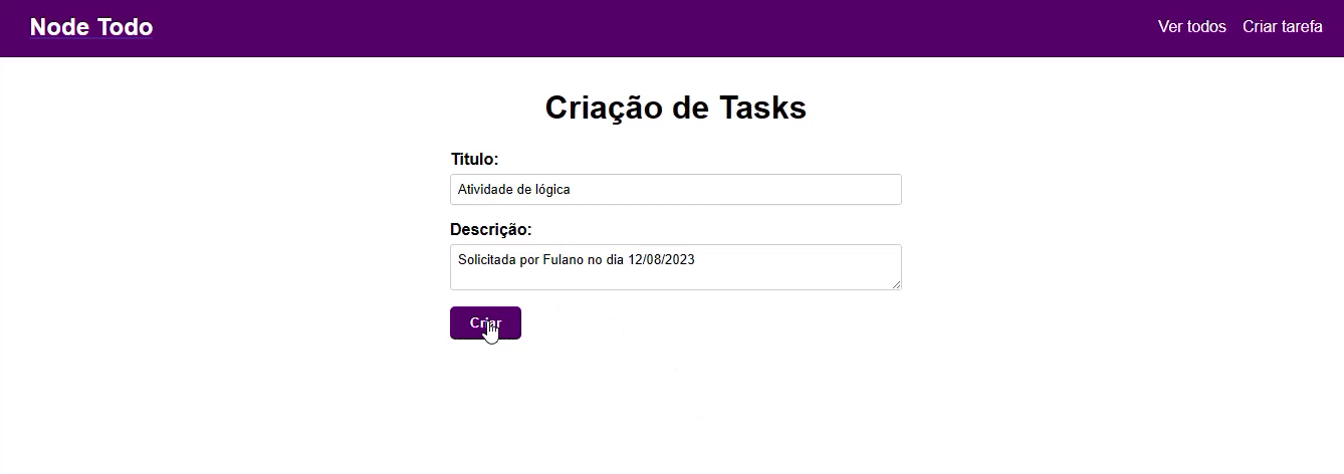 Node Todo
Ver todos
Criar tarefa
Criação de Tasks
Titulo:
Atividade de lógica
Descrição:
Solicitada por Fulano no dia 12/08/2023
Criar